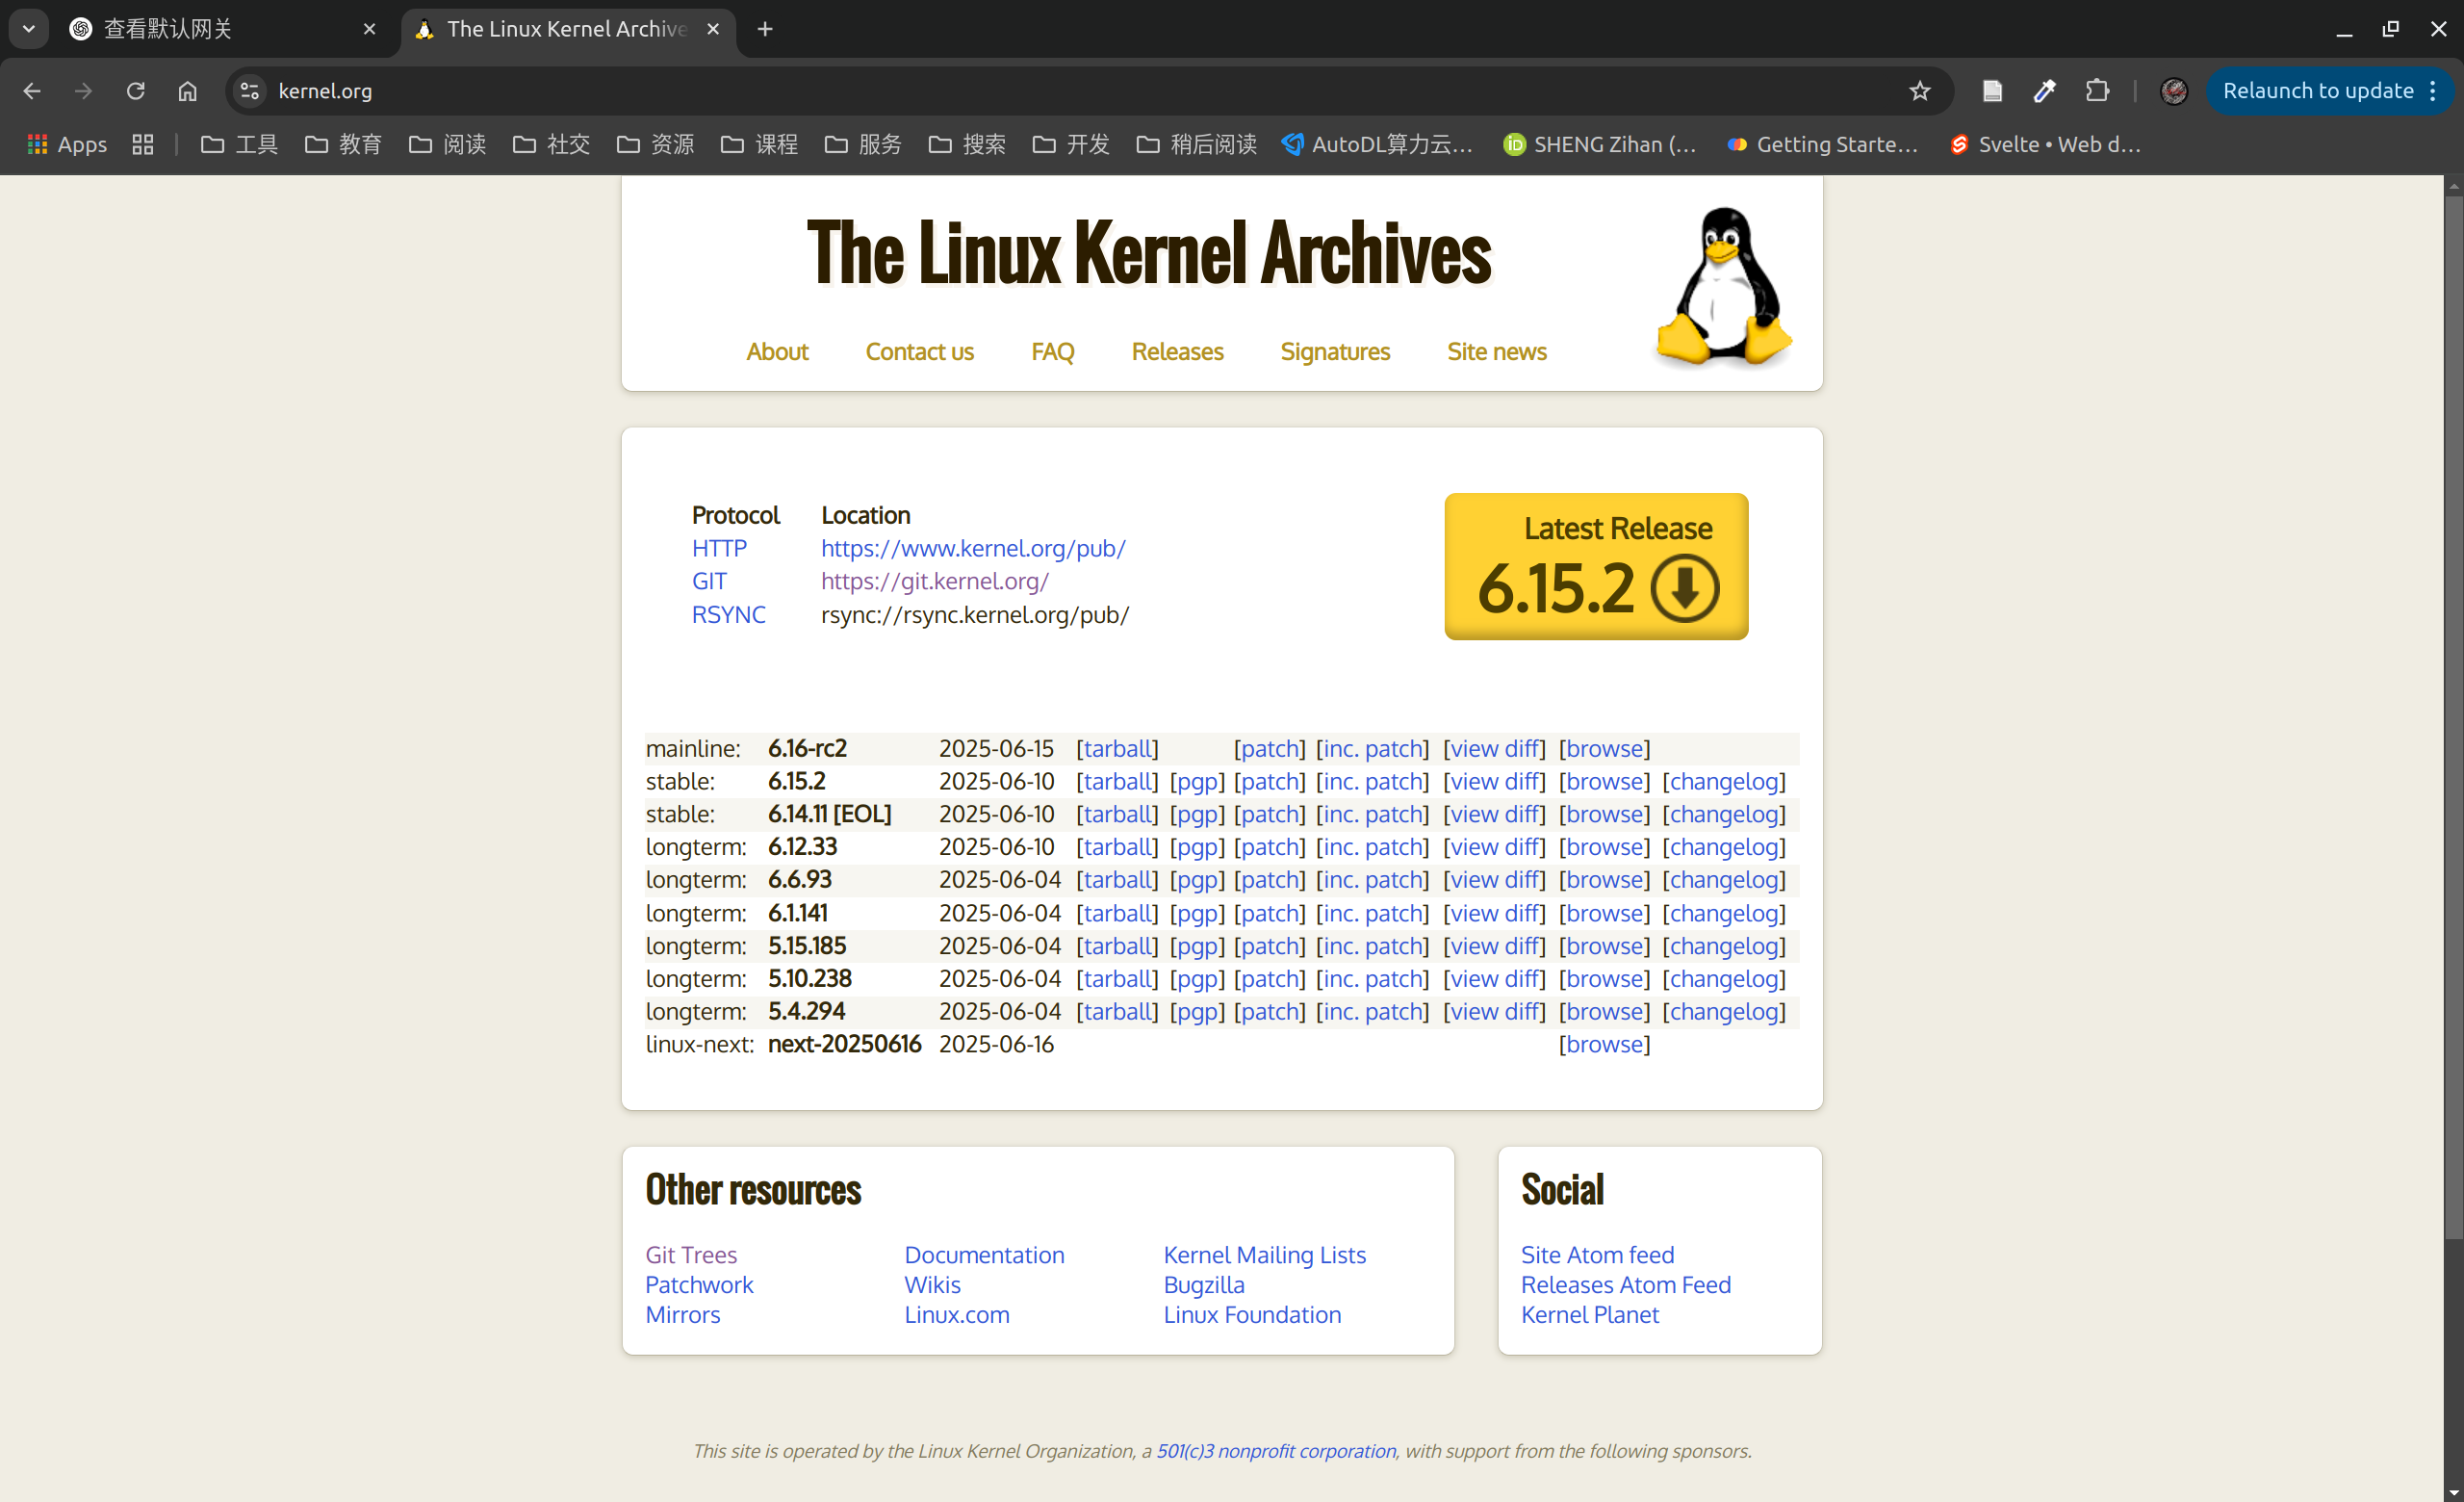 查看默认网关
The Linux Kernel Archive
kernel.org
Relaunch to update
Apps 工具 教育 阅读 社交 资源 课程 服务 搜索 开发 稍后阅读 AutoDL算力云... SHENG Zihan (... Getting Starte... Svelte • Web d...
The Linux Kernel Archives
About Contact us FAQ Releases Signatures Site news
Protocol Location
HTTP https://www.kernel.org/pub/
GIT https://git.kernel.org/
RSYNC rsync://rsync.kernel.org/pub/
Latest Release
6.15.2
mainline: 6.16-rc2 2025-06-15 [tarball] [patch] [inc. patch] [view diff] [browse]
stable: 6.15.2 2025-06-10 [tarball] [pgp] [patch] [inc. patch] [view diff] [browse] [changelog]
stable: 6.14.11 [EOL] 2025-06-10 [tarball] [pgp] [patch] [inc. patch] [view diff] [browse] [changelog]
longterm: 6.12.33 2025-06-10 [tarball] [pgp] [patch] [inc. patch] [view diff] [browse] [changelog]
longterm: 6.6.93 2025-06-04 [tarball] [pgp] [patch] [inc. patch] [view diff] [browse] [changelog]
longterm: 6.1.141 2025-06-04 [tarball] [pgp] [patch] [inc. patch] [view diff] [browse] [changelog]
longterm: 5.15.185 2025-06-04 [tarball] [pgp] [patch] [inc. patch] [view diff] [browse] [changelog]
longterm: 5.10.238 2025-06-04 [tarball] [pgp] [patch] [inc. patch] [view diff] [browse] [changelog]
longterm: 5.4.294 2025-06-04 [tarball] [pgp] [patch] [inc. patch] [view diff] [browse] [changelog]
linux-next: next-20250616 2025-06-16 [browse]
Other resources
Git Trees Documentation Kernel Mailing Lists
Patchwork Wikis Bugzilla
Mirrors Linux.com Linux Foundation
Social
Site Atom feed
Releases Atom Feed
Kernel Planet
This site is operated by the Linux Kernel Organization, a 501(c)3 nonprofit corporation, with support from the following sponsors.